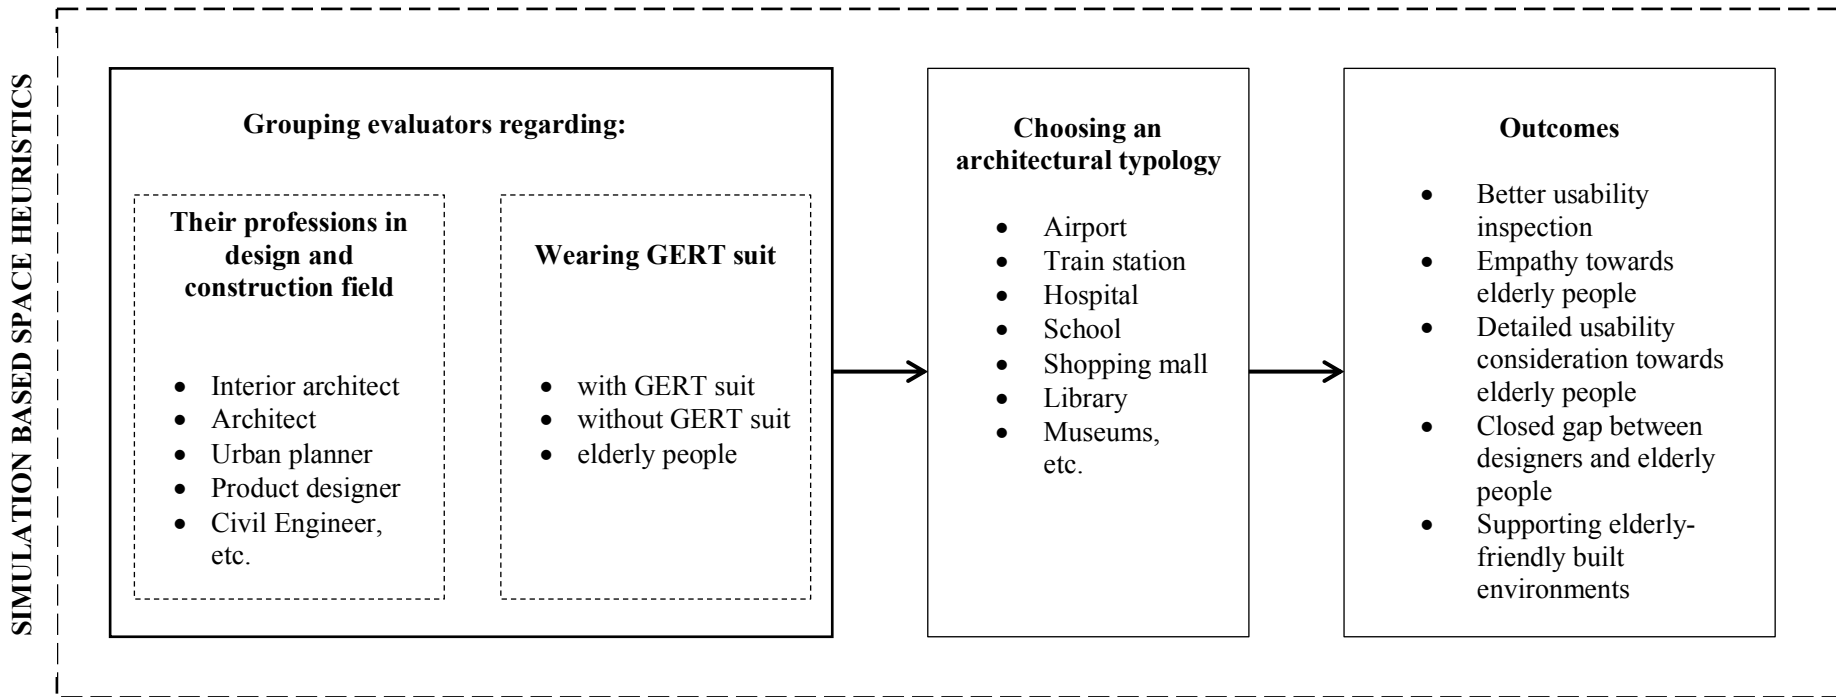 SIMULATION BASED SPACE HEURISTICS
Grouping evaluators regarding:
Their professions in
design and
construction field
• Interior architect
• Architect
• Urban planner
• Product designer
• Civil Engineer,
etc.
Wearing GERT suit
• with GERT suit
• without GERT suit
• elderly people
Choosing an
architectural typology
• Airport
• Train station
• Hospital
• School
• Shopping mall
• Library
• Museums,
etc.
Outcomes
• Better usability
inspection
• Empathy towards
elderly people
• Detailed usability
consideration towards
elderly people
• Closed gap between
designers and elderly
people
• Supporting elderly-
friendly built
environments